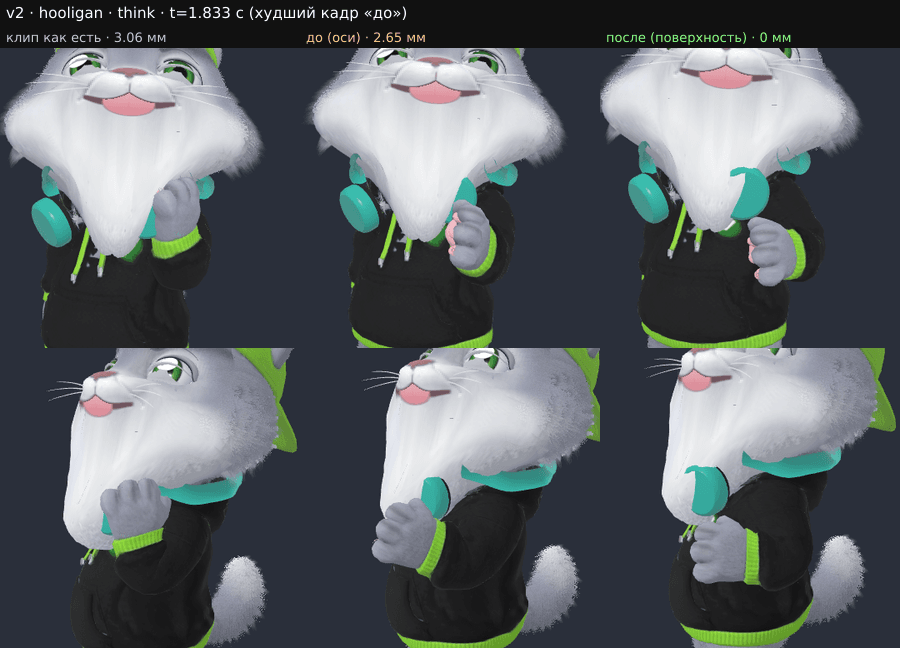 v2 · hooligan · think · t=1.833 с (худший кадр «до»)
клип как есть · 3.06 мм
до (оси) · 2.65 мм
после (поверхность) · 0 мм